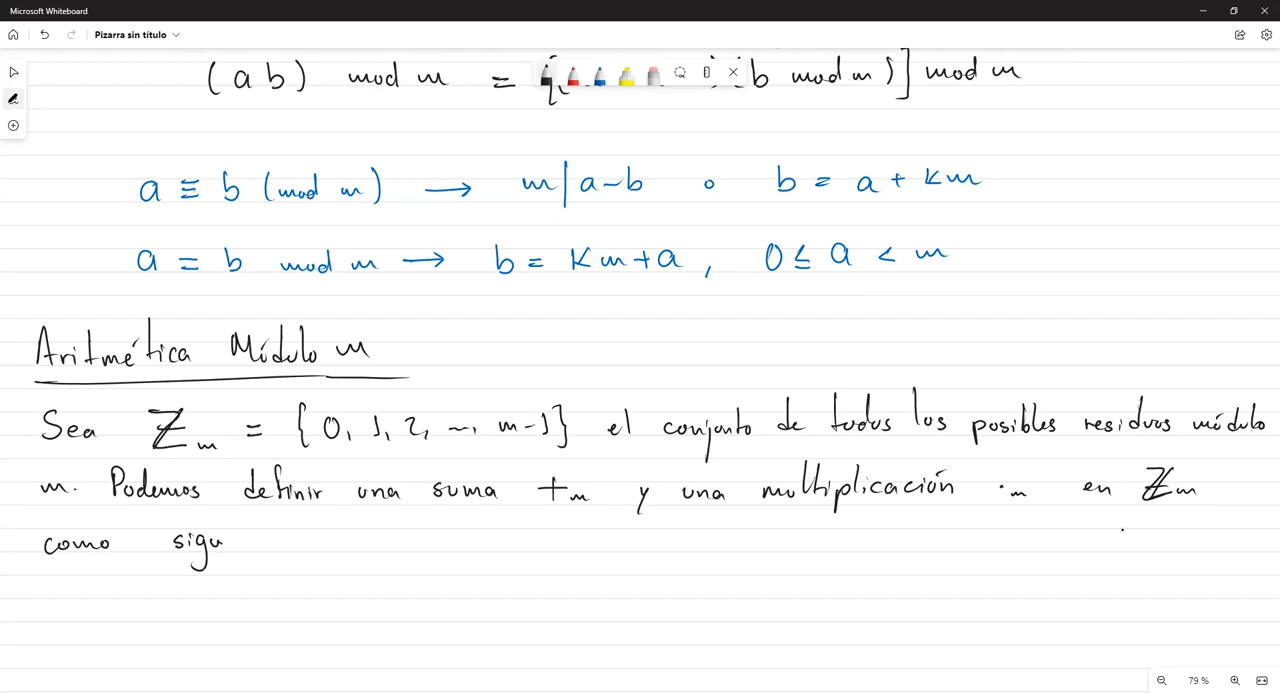 Microsoft Whiteboard
Pizarra sin título
(ab) mod m = [( b mod m)] mod m
a ≡ b (mod m) → m | a-b o b = a + km
a = b mod m → b = km+a, 0 ≤ a < m
Aritmética Módulo m
Sea ℤm = {0, 1, 2, ..., m-1} el conjunto de todos los posibles residuos módulo
m. Podemos definir una suma +m y una multiplicación ·m en ℤm
como sigu
79 %